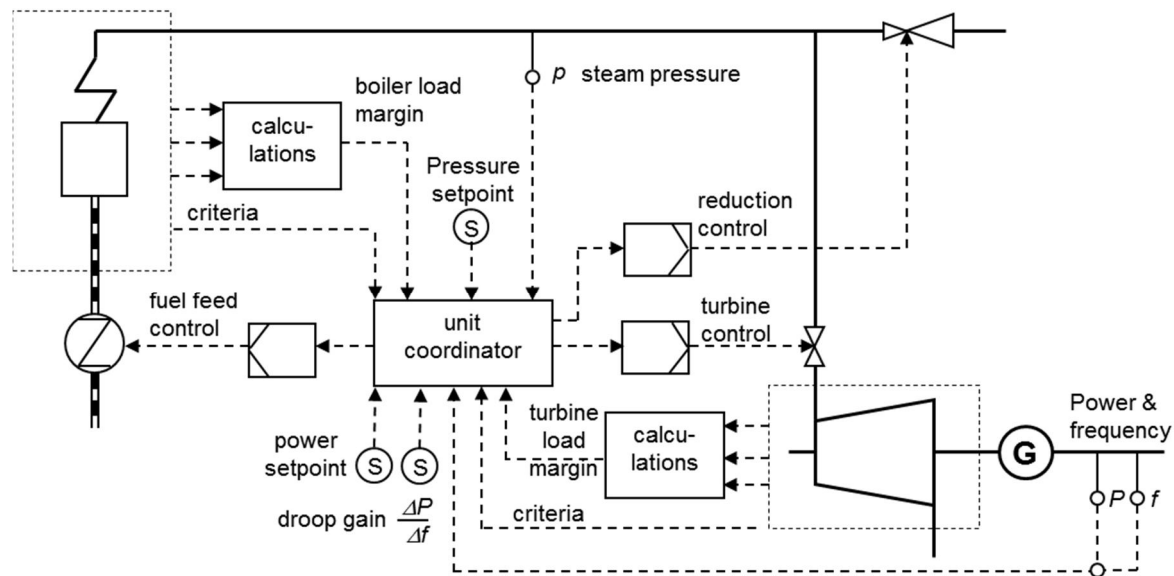 p steam pressure
boiler load
margin
calcu-
lations
Pressure
setpoint
S
criteria
reduction
control
fuel feed
control
unit
coordinator
turbine
control
power
setpoint
S
S
droop gain ΔP
Δf
turbine
load
margin
calcu-
lations
criteria
G
Power &
frequency
P
f